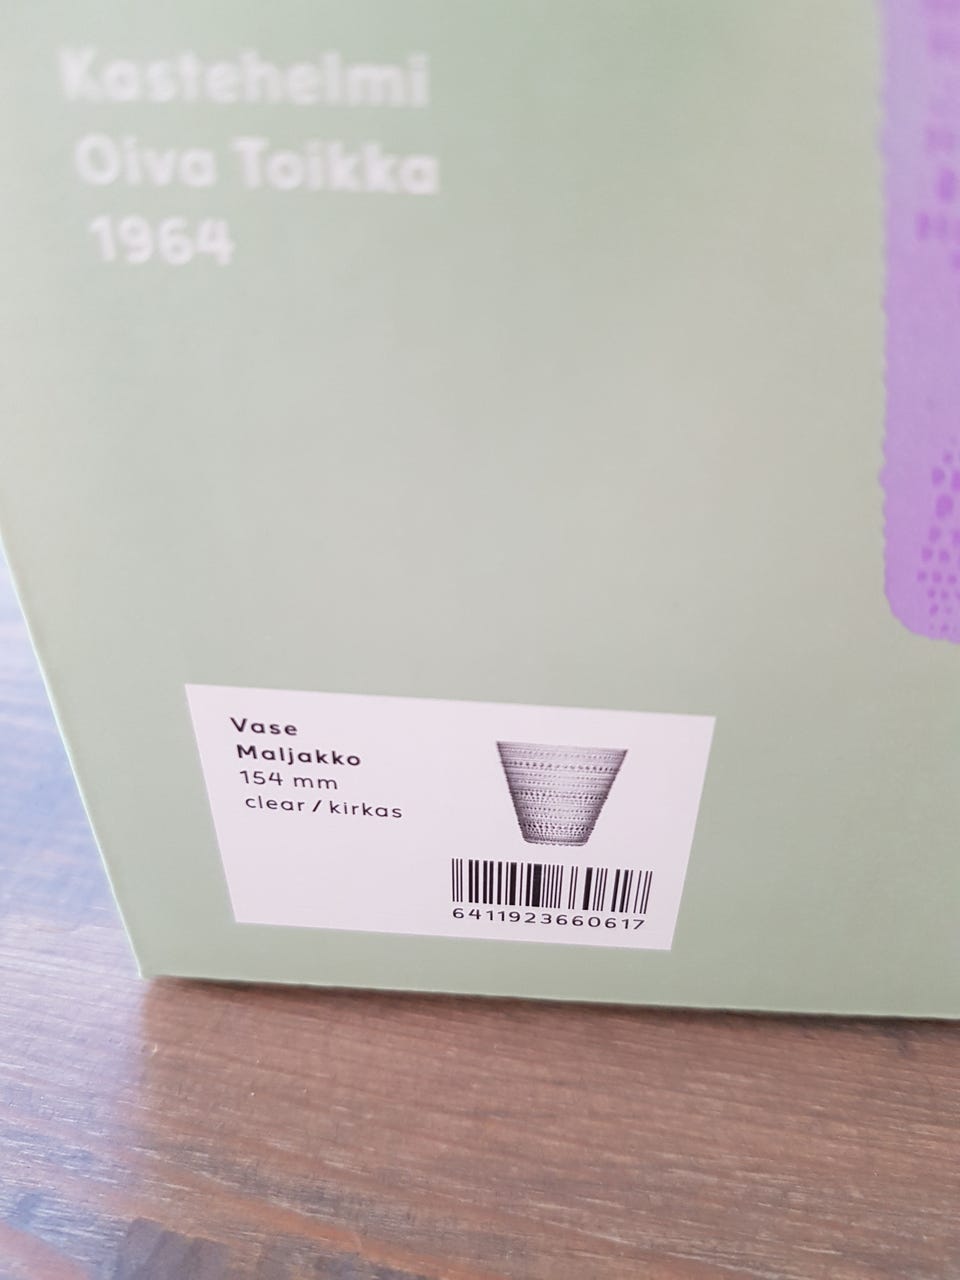 Kastehelmi
Oiva Toikka
1964
Vase
Maljakko
154 mm
clear / kirkas
6411923660617